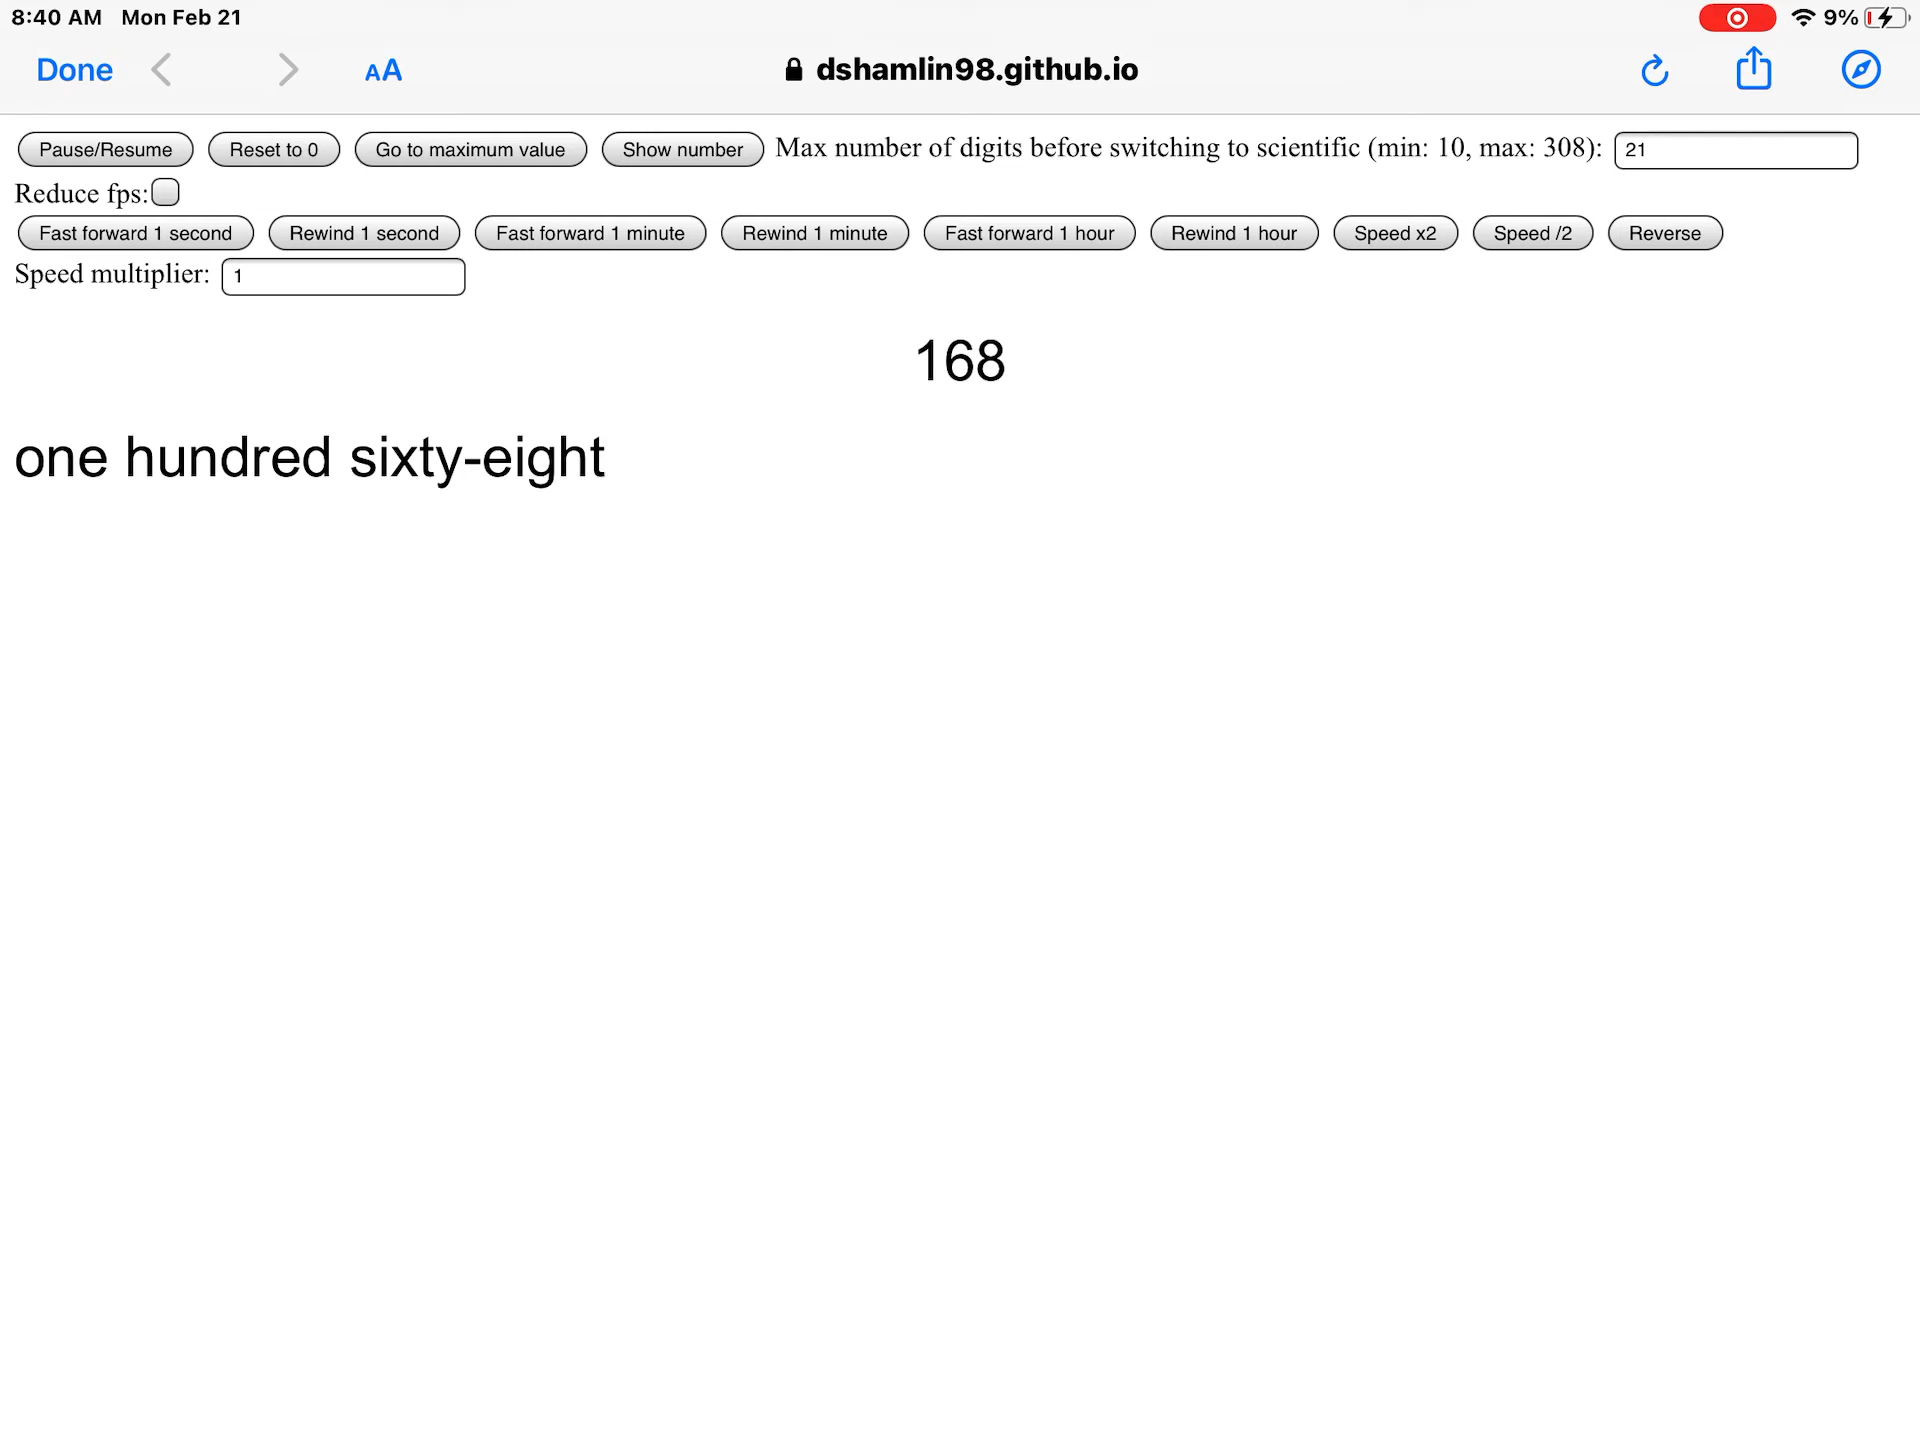 8:40 AM Mon Feb 21 9%
Done AA dshamlin98.github.io
Pause/Resume Reset to 0 Go to maximum value Show number Max number of digits before switching to scientific (min: 10, max: 308): 21
Reduce fps:
Fast forward 1 second Rewind 1 second Fast forward 1 minute Rewind 1 minute Fast forward 1 hour Rewind 1 hour Speed x2 Speed /2 Reverse
Speed multiplier: 1
168
one hundred sixty-eight